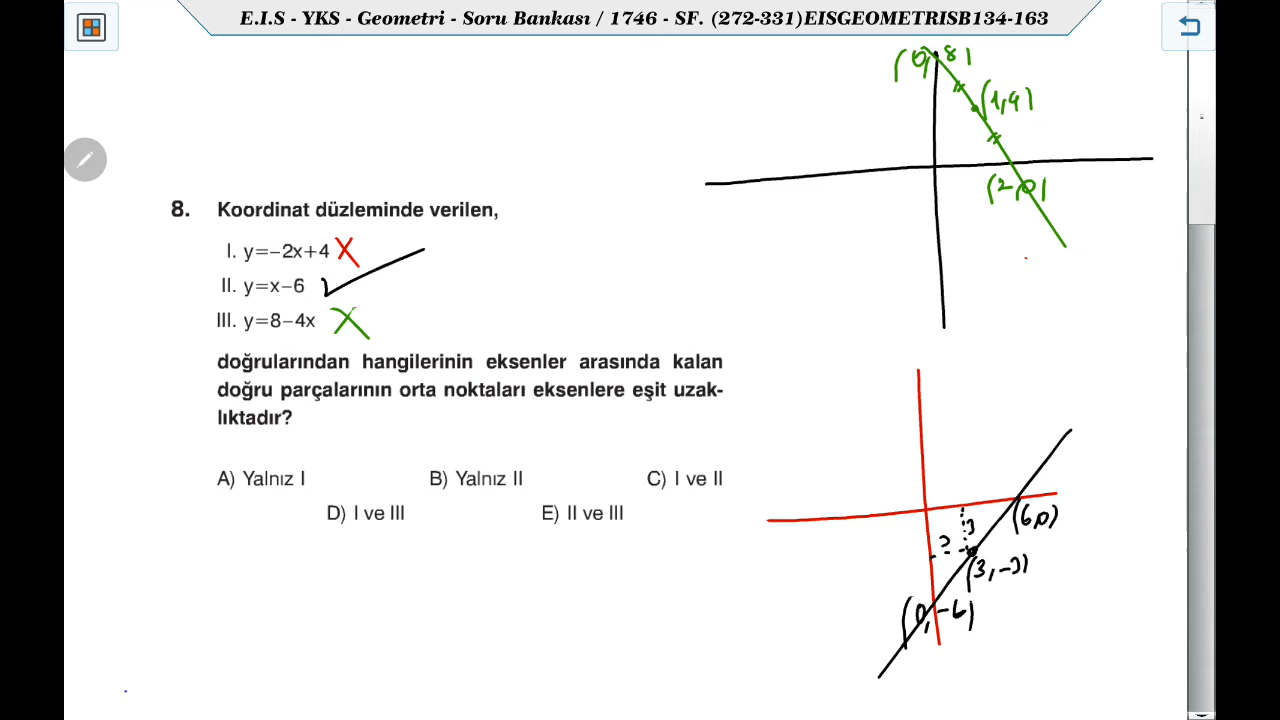 E.I.S - YKS - Geometri - Soru Bankası / 1746 - SF. (272-331)EISGEOMETRISB134-163
(0, 8)
(1,4)
(2,0)
8. Koordinat düzleminde verilen,
I. y=–2x+4
II. y=x–6
III. y=8–4x
doğrularından hangilerinin eksenler arasında kalan
doğru parçalarının orta noktaları eksenlere eşit uzak-
lıktadır?
A) Yalnız I B) Yalnız II C) I ve II
D) I ve III E) II ve III
(6,0)
3
3
(3,-3)
(0,-6)